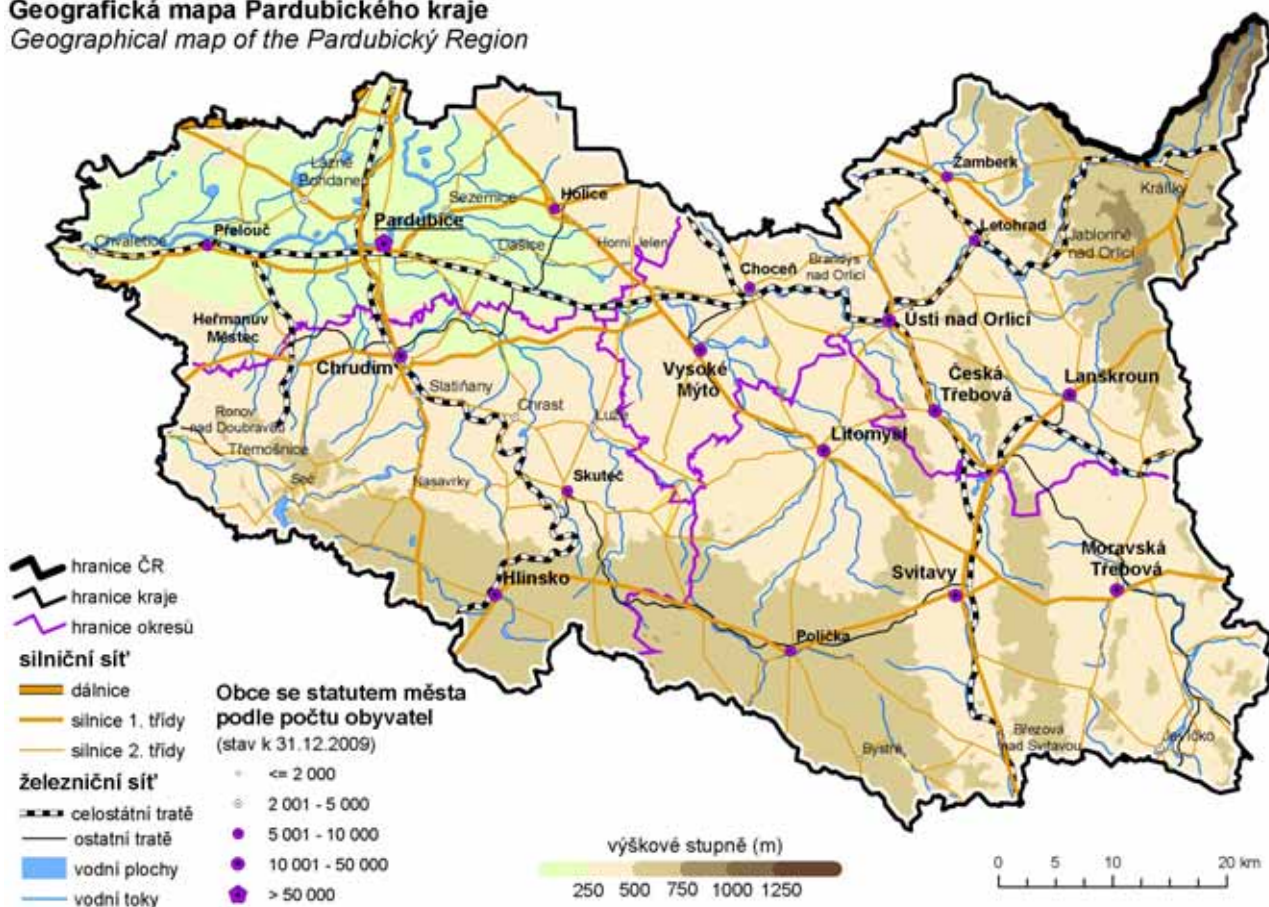 Geografická mapa Pardubického kraje
Geographical map of the Pardubický Region
Žamberk
Králíky
Lázně
Bohdaneč
Sezemice
Holice
Letohrad
Jablonné
nad Orlicí
Přelouč
Pardubice
Chvaletice
Dašice
Horní Jelení
Choceň
Brandýs
nad Orlicí
Ústí nad Orlicí
Heřmanův
Městec
Chrudim
Vysoké
Mýto
Česká
Třebová
Lanškroun
Slatiňany
Chrast
Luže
Ronov
nad Doubravou
Litomyšl
Třemošnice
Seč
Nasavrky
Skuteč
Moravská
Třebová
Svitavy
Hlinsko
Polička
Bystré
Březová
nad Svitavou
Jevíčko
hranice ČR
hranice kraje
hranice okresů
silniční síť
dálnice
silnice 1. třídy
silnice 2. třídy
železniční síť
celostátní tratě
ostatní tratě
vodní plochy
vodní toky
Obce se statutem města
podle počtu obyvatel
(stav k 31.12.2009)
<= 2 000
2 001 - 5 000
5 001 - 10 000
10 001 - 50 000
> 50 000
výškové stupně (m)
250 500 750 1000 1250
0 5 10 20 km